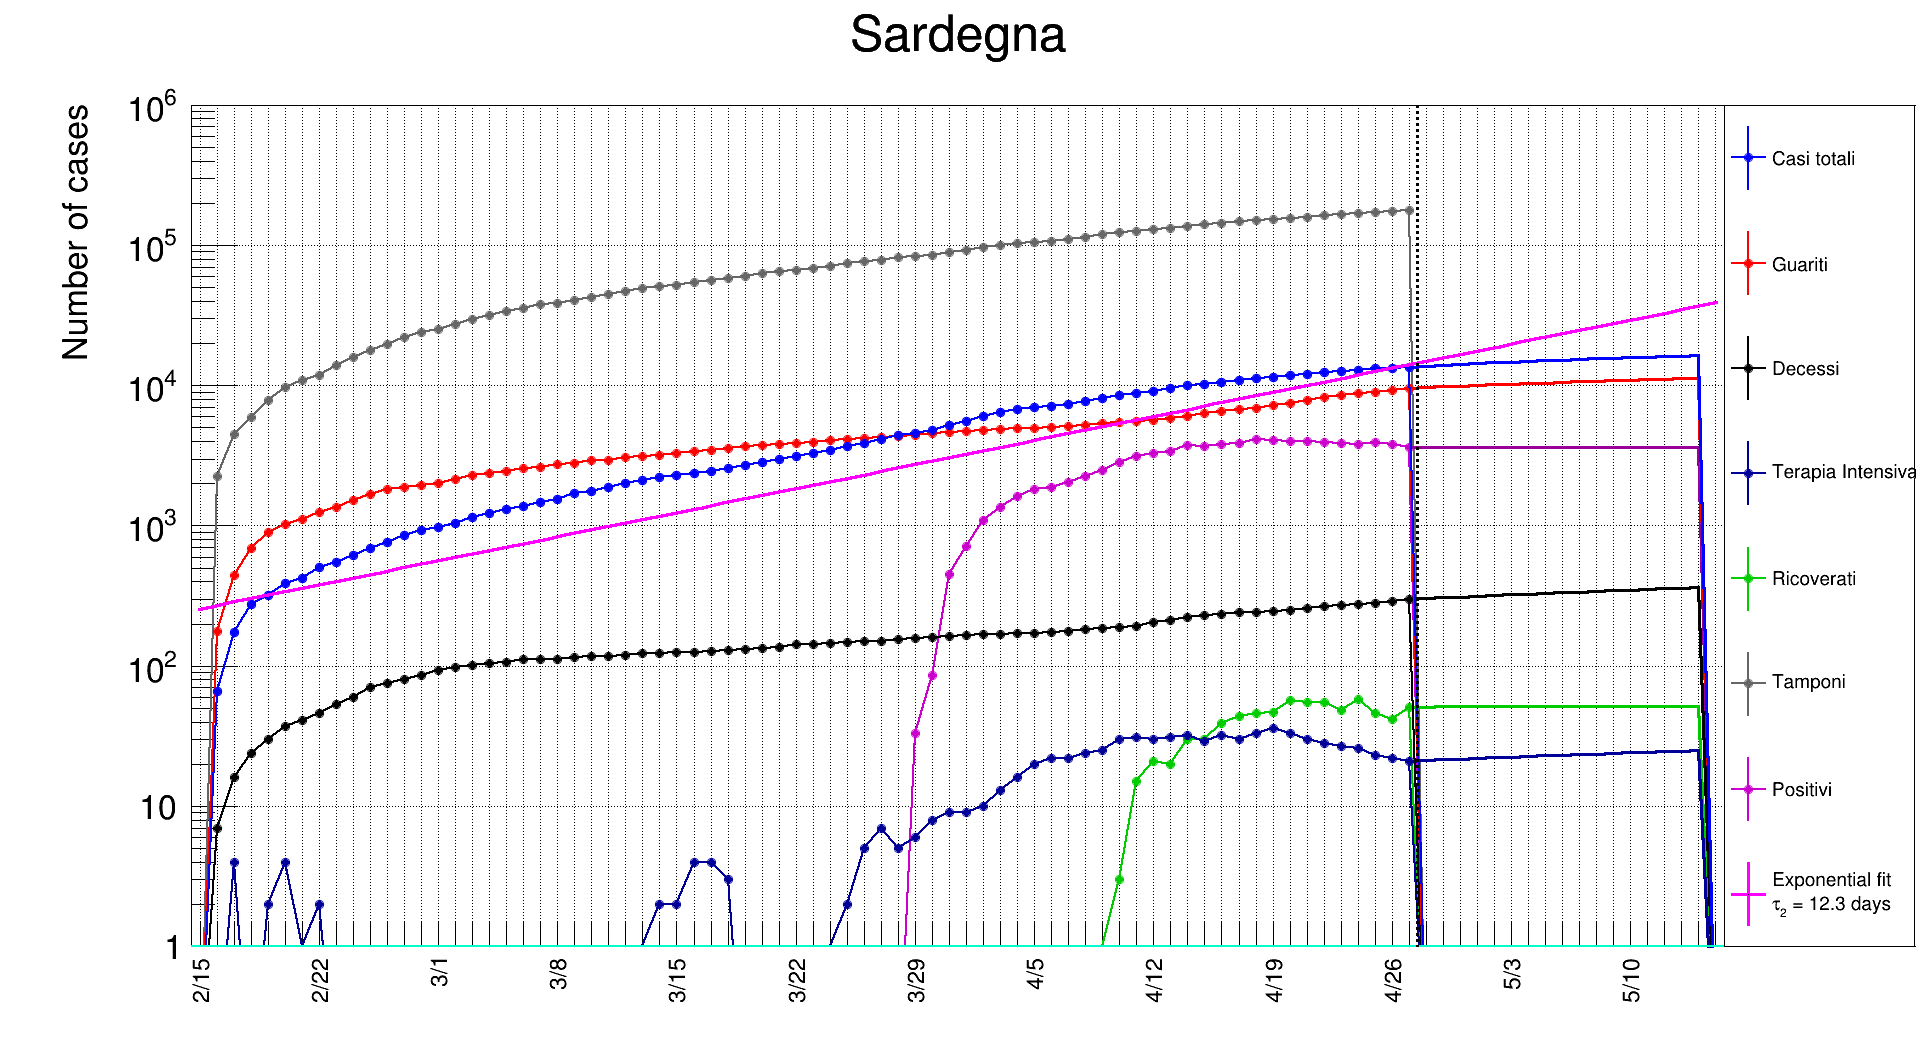 Sardegna
Number of cases
10^6
10^5
10^4
10^3
10^2
10
1
2/15 2/22 3/1 3/8 3/15 3/22 3/29 4/5 4/12 4/19 4/26 5/3 5/10
Casi totali
Guariti
Decessi
Terapia Intensiva
Ricoverati
Tamponi
Positivi
Exponential fit
τ_2 = 12.3 days